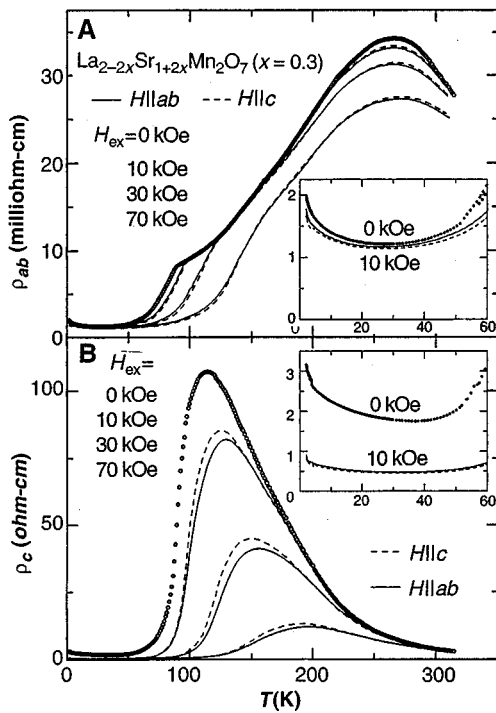 A
La₂₋₂ₓSr₁₊₂ₓMn₂O₇ (x = 0.3)
H||ab H||c
Hₑₓ= 0 kOe
10 kOe
30 kOe
70 kOe
30
20
10
0
ρab (milliohm-cm)
2
1
0
0 kOe
10 kOe
0 20 40 60
B
Hₑₓ=
0 kOe
10 kOe
30 kOe
70 kOe
100
50
0
ρc (ohm-cm)
3
2
1
0
0 kOe
10 kOe
0 20 40 60
H||c
H||ab
0 100 200 300
T(K)